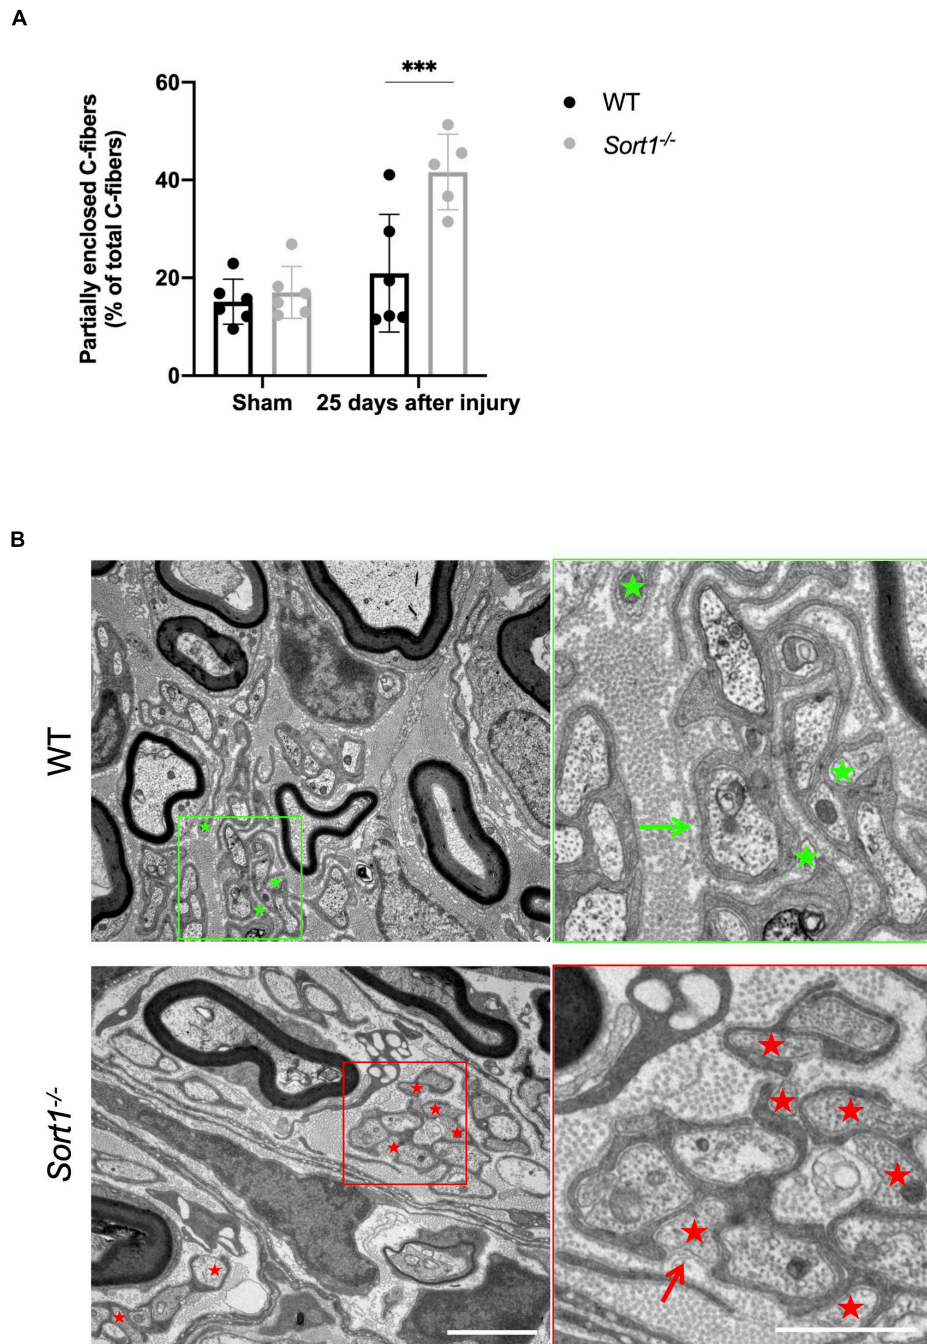 A
***
60
40
20
0
Partially enclosed C-fibers
(% of total C-fibers)
Sham
25 days after injury
WT
Sort1-/-
B
WT
Sort1-/-